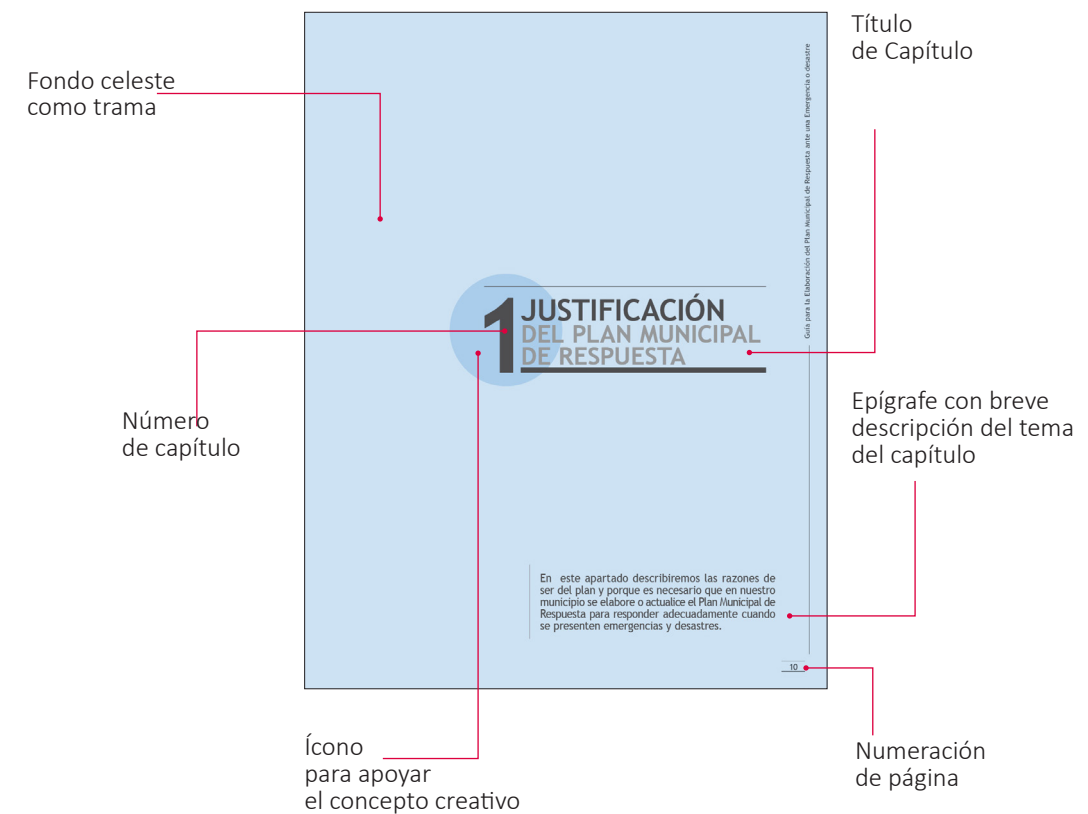 Título
de Capítulo
Fondo celeste
como trama
Guía para la Elaboración del Plan Municipal de Respuesta ante una Emergencia o desastre
1
JUSTIFICACIÓN
DEL PLAN MUNICIPAL
DE RESPUESTA
Número
de capítulo
Epígrafe con breve
descripción del tema
del capítulo
En este apartado describiremos las razones de
ser del plan y porque es necesario que en nuestro
municipio se elabore o actualice el Plan Municipal de
Respuesta para responder adecuadamente cuando
se presenten emergencias y desastres.
10
Ícono
para apoyar
el concepto creativo
Numeración
de página